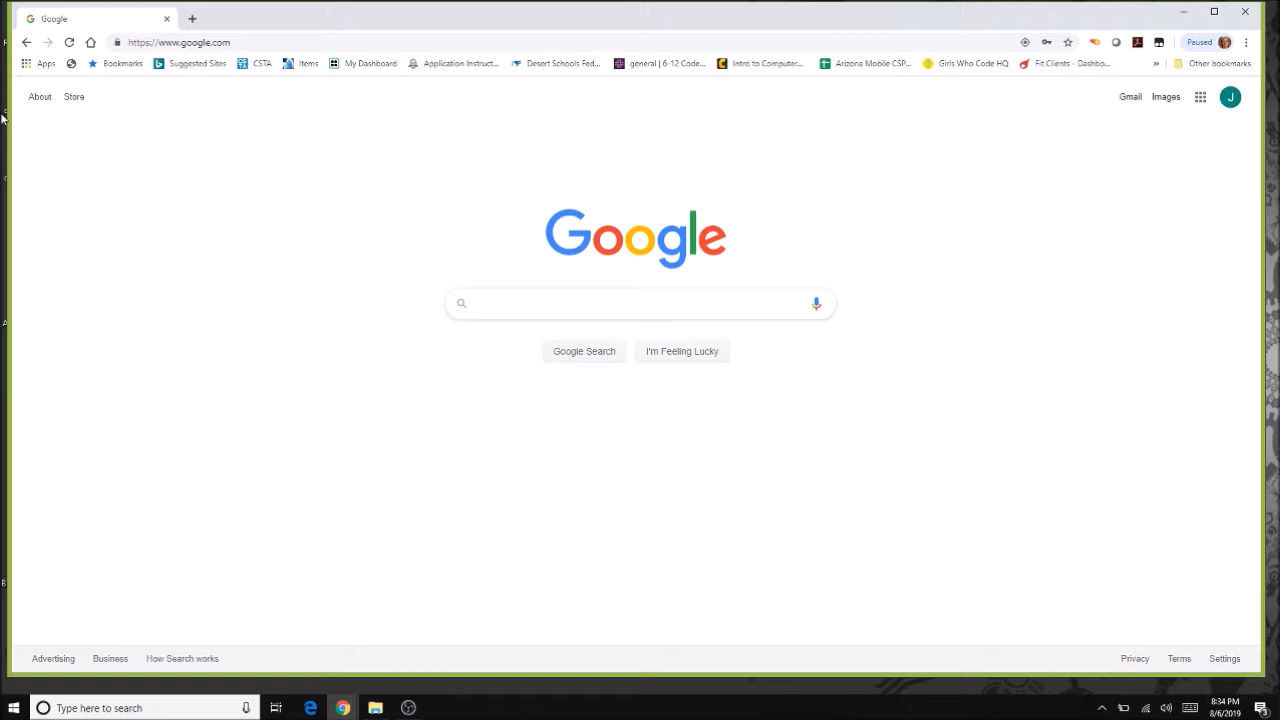 Google
https://www.google.com
Paused
Apps Bookmarks Suggested Sites CSTA Items My Dashboard Application Instruct... Desert Schools Fed... general | 6-12 Code... Intro to Computer... Arizona Mobile CSP... Girls Who Code HQ Fit Clients - Dashbo... » Other bookmarks
About Store Gmail Images J
Google
Google Search I'm Feeling Lucky
Advertising Business How Search works Privacy Terms Settings
Type here to search
8:34 PM
8/6/2019
3